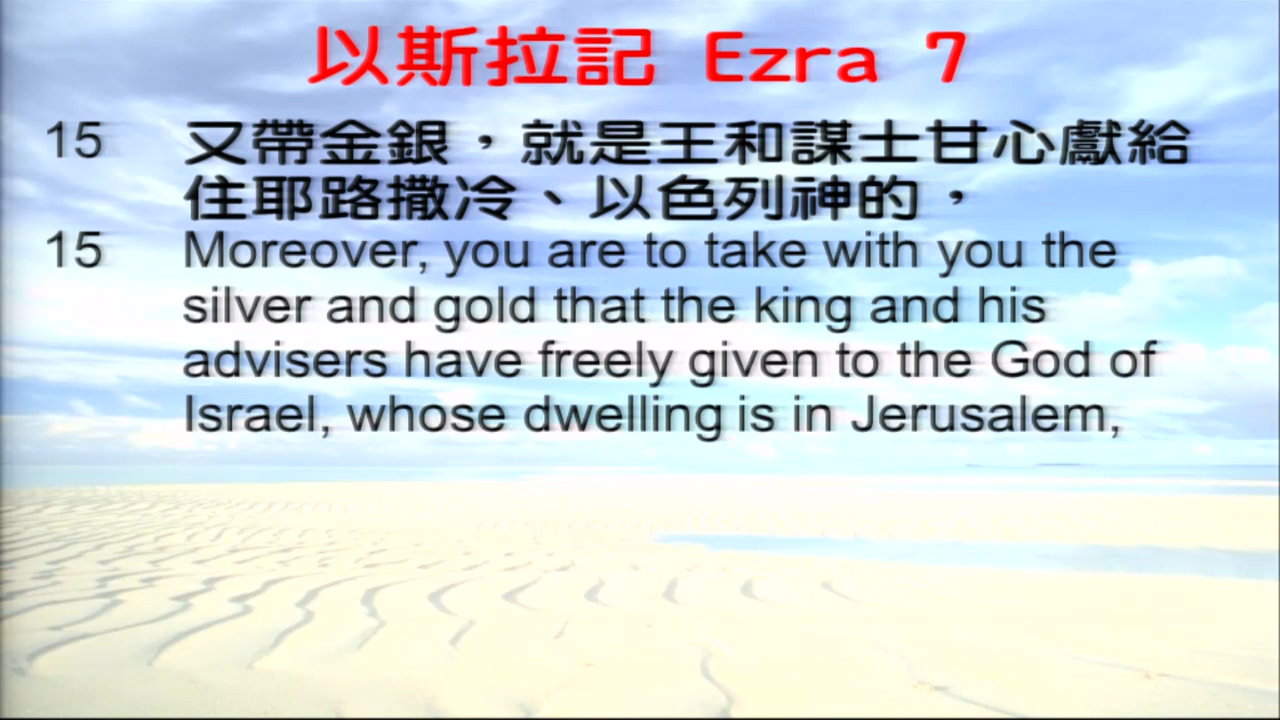 以斯拉記 Ezra 7
15 又帶金銀，就是王和謀士甘心獻給
住耶路撒冷、以色列神的，
15 Moreover, you are to take with you the
silver and gold that the king and his
advisers have freely given to the God of
Israel, whose dwelling is in Jerusalem,